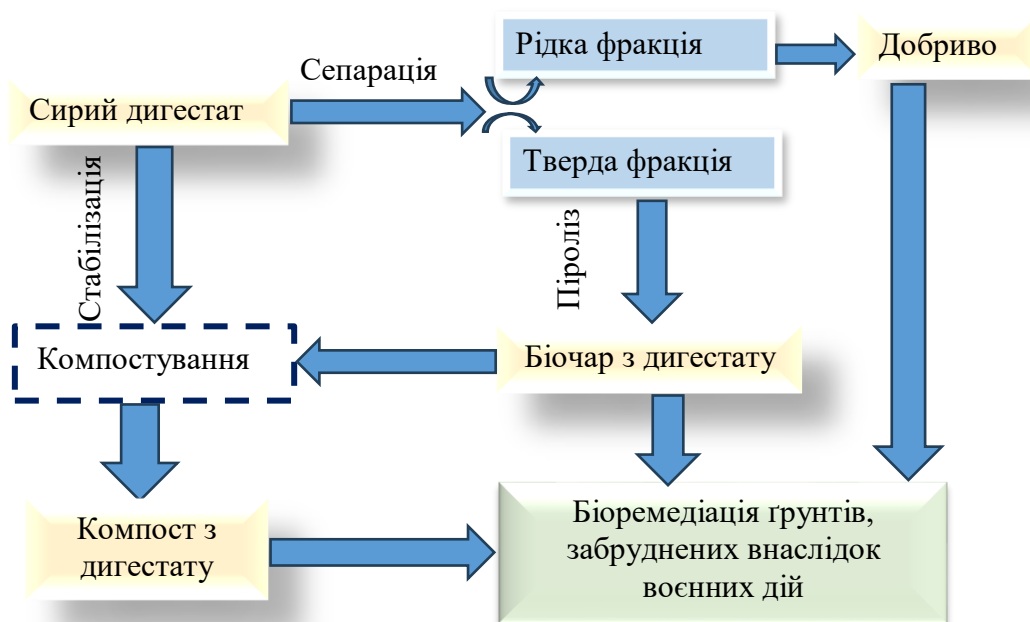 Рідка фракція
Добриво
Сепарація
Сирий дигестат
Тверда фракція
Стабілізація
Піроліз
Компостування
Біочар з дигестату
Компост з
дигестату
Біоремедіація ґрунтів,
забруднених внаслідок
воєнних дій